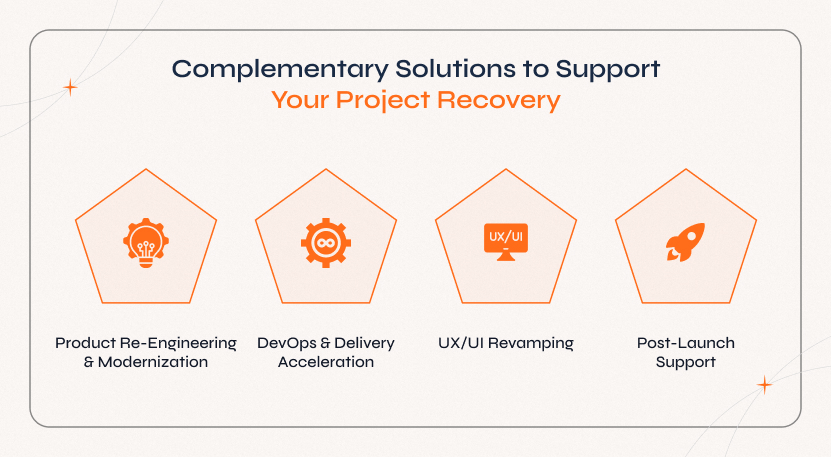 Complementary Solutions to Support
Your Project Recovery
UX/UI
Product Re-Engineering
& Modernization
DevOps & Delivery
Acceleration
UX/UI Revamping
Post-Launch
Support